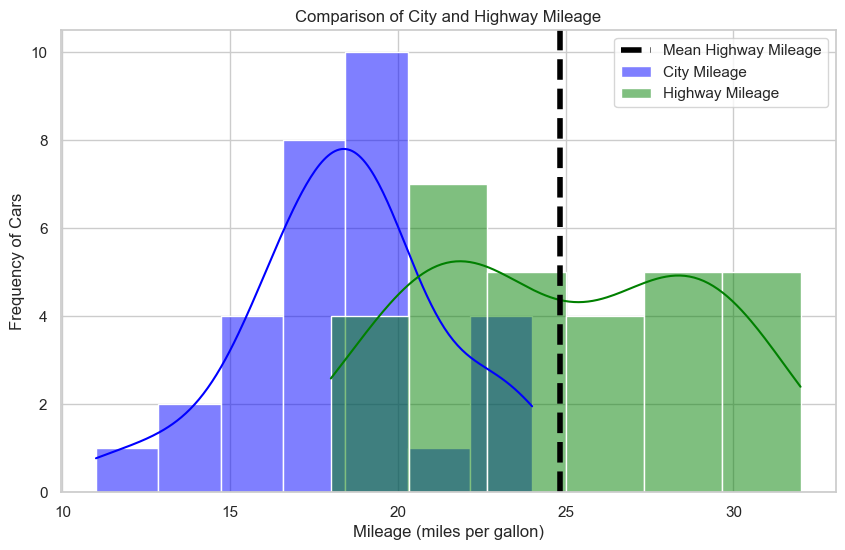 Comparison of City and Highway Mileage
Mean Highway Mileage
City Mileage
Highway Mileage
Frequency of Cars
10
8
6
4
2
0
10 15 20 25 30
Mileage (miles per gallon)